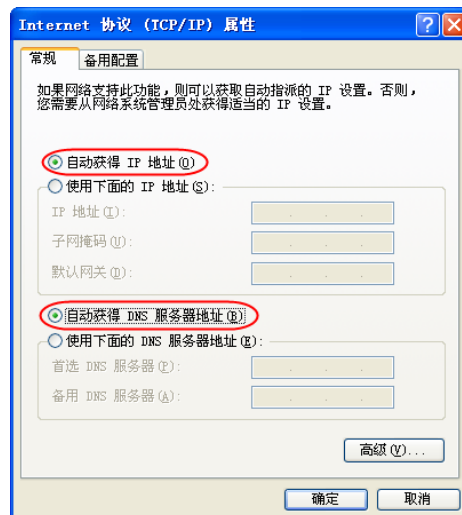 Internet 协议 (TCP/IP) 属性
常规 备用配置
如果网络支持此功能，则可以获取自动指派的 IP 设置。否则，
您需要从网络系统管理员处获得适当的 IP 设置。
自动获得 IP 地址(O)
使用下面的 IP 地址(S):
IP 地址(I):
子网掩码(U):
默认网关(D):
自动获得 DNS 服务器地址(B)
使用下面的 DNS 服务器地址(E):
首选 DNS 服务器(P):
备用 DNS 服务器(A):
高级(V)...
确定 取消